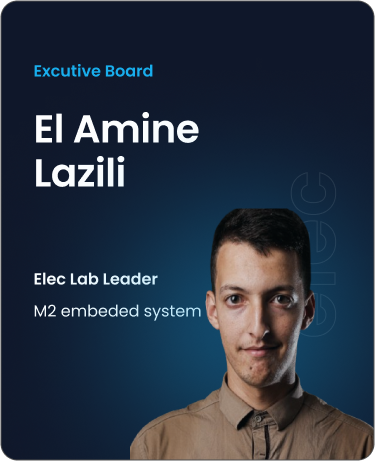 Excutive Board
El Amine
Lazili
Elec Lab Leader
M2 embeded system
elec